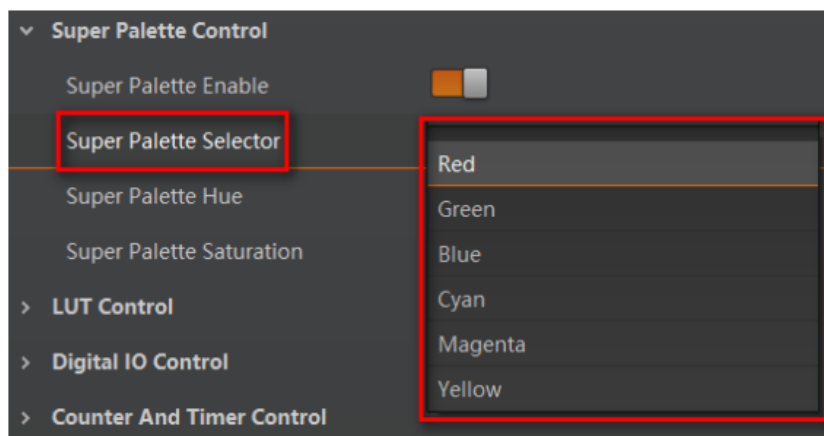 Super Palette Control
Super Palette Enable
Super Palette Selector
Red
Super Palette Hue
Green
Super Palette Saturation
Blue
LUT Control
Cyan
Digital IO Control
Magenta
Counter And Timer Control
Yellow